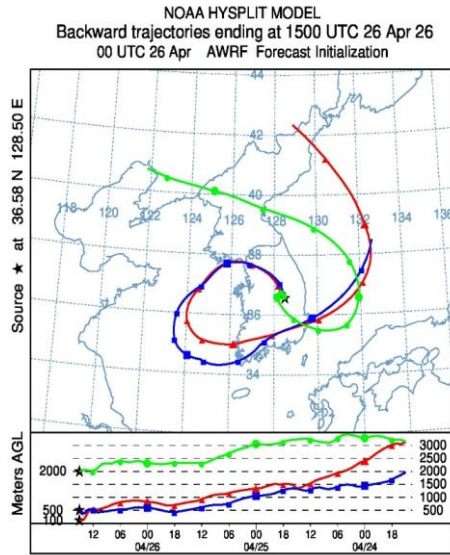 NOAA HYSPLIT MODEL
Backward trajectories ending at 1500 UTC 26 Apr 26
00 UTC 26 Apr AWRF Forecast Initialization
Source ★ at 36.58 N 128.50 E
44
42
40
118 120 122 124 126 128 130 132 134 136
38
36
34
Meters AGL
2000
500
100
3000
2500
2000
1500
1000
500
12 06 00 18 12 06 00 18 12 06 00 18
04/26 04/25 04/24